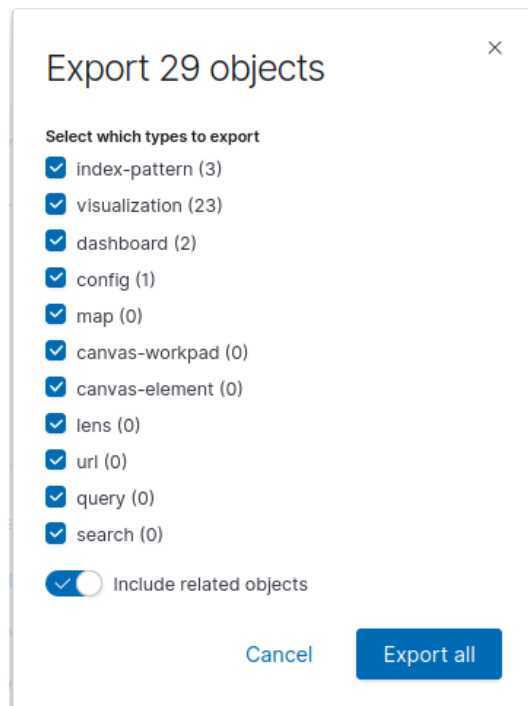 Export 29 objects
Select which types to export
index-pattern (3)
visualization (23)
dashboard (2)
config (1)
map (0)
canvas-workpad (0)
canvas-element (0)
lens (0)
url (0)
query (0)
search (0)
Include related objects
Cancel Export all